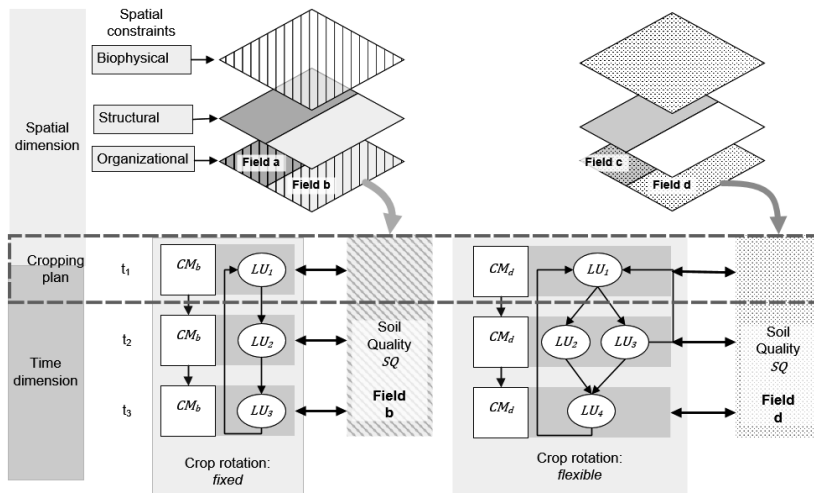 Spatial
constraints
Biophysical
Structural
Organizational
Spatial
dimension
Field a
Field b
Field c
Field d
Cropping
plan
t1
t2
t3
Time
dimension
CMb
LU1
CMb
LU2
CMb
LU3
Soil
Quality
SQ
Field
b
Crop rotation:
fixed
CMd
LU1
CMd
LU2
LU3
CMd
LU4
Soil
Quality
SQ
Field
d
Crop rotation:
flexible